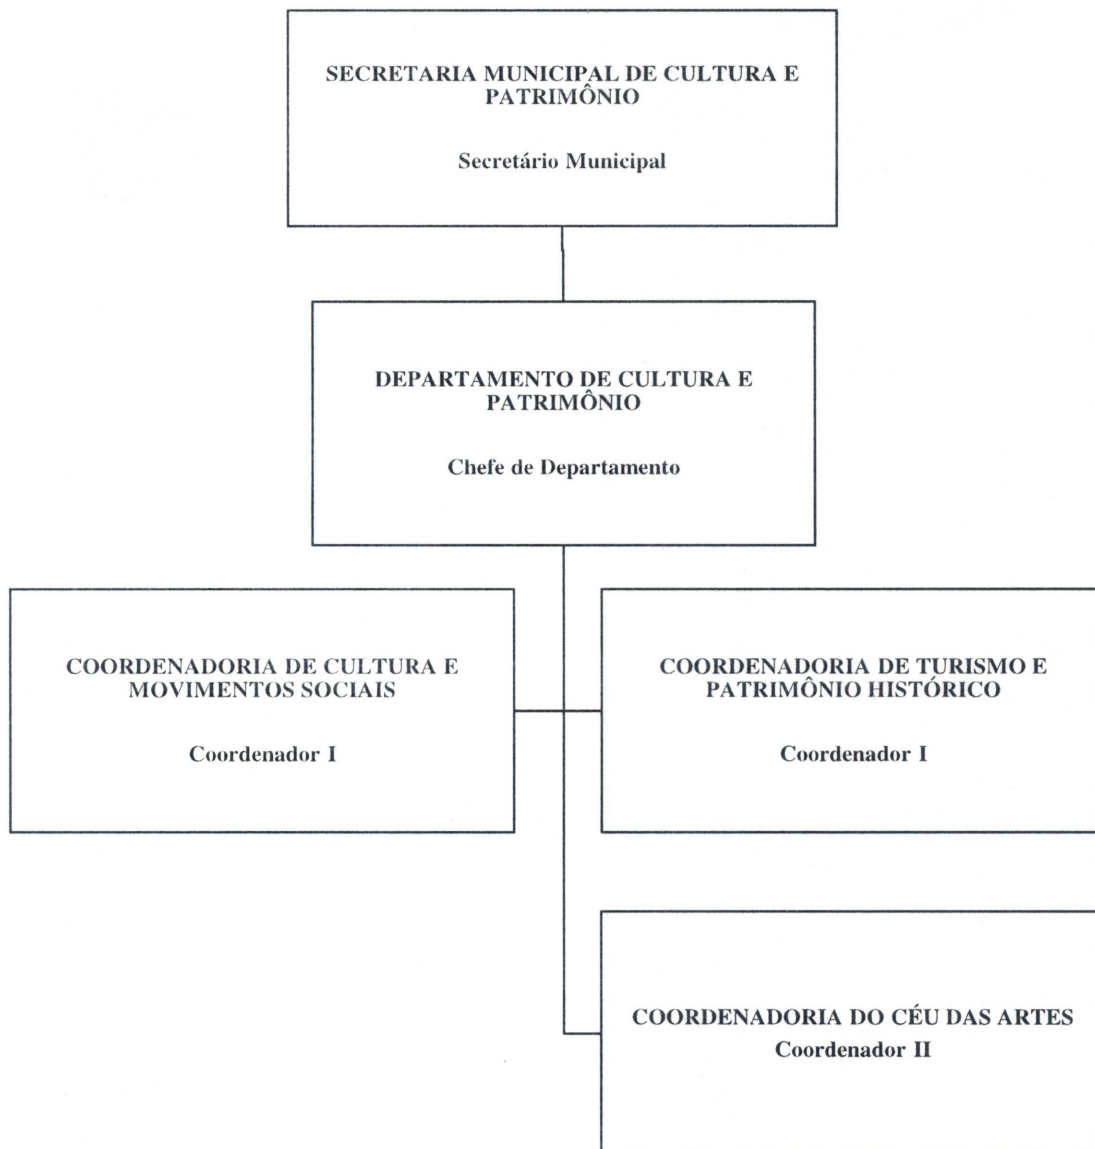 SECRETARIA MUNICIPAL DE CULTURA E
PATRIMÔNIO
Secretário Municipal
DEPARTAMENTO DE CULTURA E
PATRIMÔNIO
Chefe de Departamento
COORDENADORIA DE CULTURA E
MOVIMENTOS SOCIAIS
Coordenador I
COORDENADORIA DE TURISMO E
PATRIMÔNIO HISTÓRICO
Coordenador I
COORDENADORIA DO CÉU DAS ARTES
Coordenador II